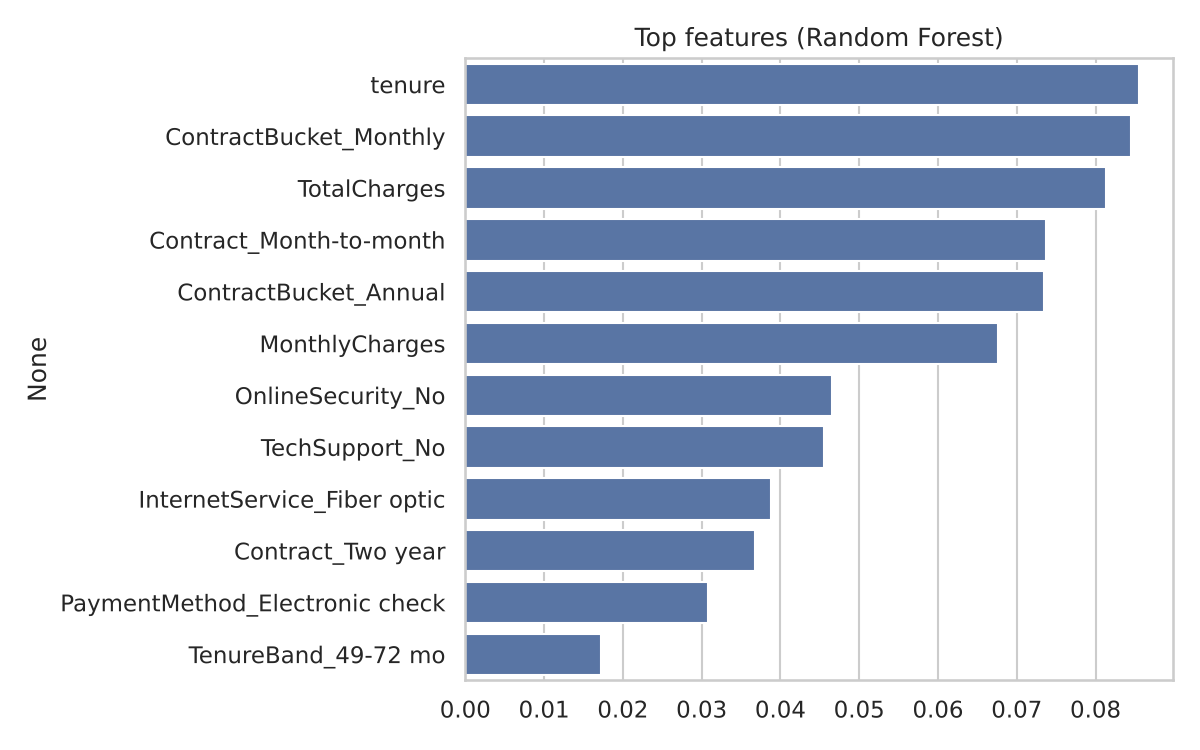 Top features (Random Forest)
tenure
ContractBucket_Monthly
TotalCharges
Contract_Month-to-month
ContractBucket_Annual
MonthlyCharges
OnlineSecurity_No
TechSupport_No
InternetService_Fiber optic
Contract_Two year
PaymentMethod_Electronic check
TenureBand_49-72 mo
None
0.00 0.01 0.02 0.03 0.04 0.05 0.06 0.07 0.08